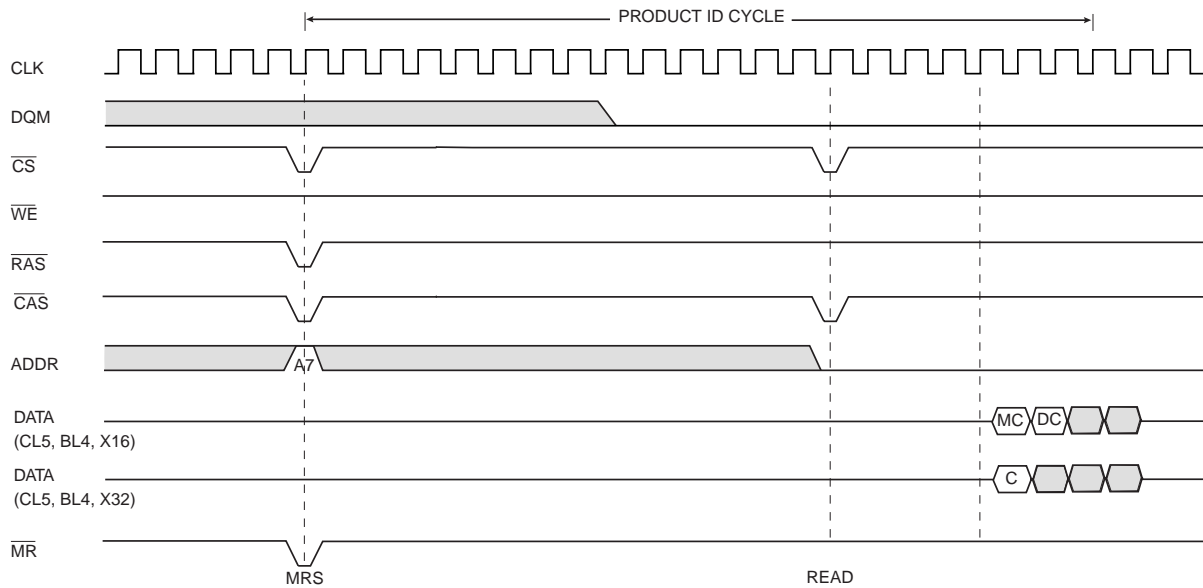 PRODUCT ID CYCLE
CLK
DQM
CS
WE
RAS
CAS
ADDR
A7
DATA
(CL5, BL4, X16)
MC DC
DATA
(CL5, BL4, X32)
C
MR
MRS READ